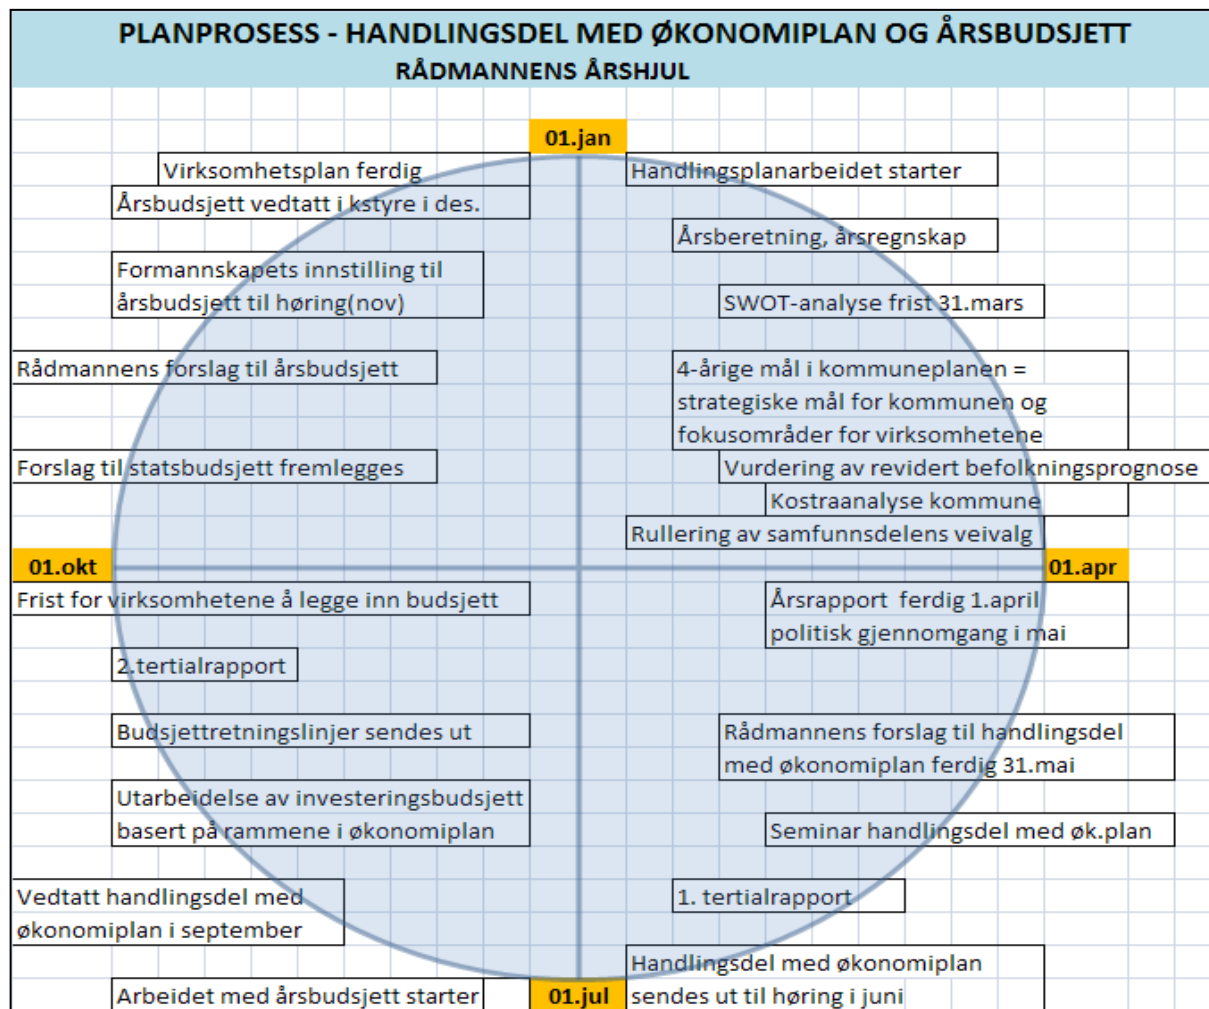 PLANPROSESS - HANDLINGSDEL MED ØKONOMIPLAN OG ÅRSBUDSJETT
RÅDMANNENS ÅRSHJUL
01.jan
Handlingsplanarbeidet starter
Årsberetning, årsregnskap
SWOT-analyse frist 31.mars
4-årige mål i kommuneplanen =
strategiske mål for kommunen og
fokusområder for virksomhetene
Vurdering av revidert befolkningsprognose
Kostraanalyse kommune
Rullering av samfunnsdelens veivalg
01.apr
Årsrapport ferdig 1.april
politisk gjennomgang i mai
Rådmannens forslag til handlingsdel
med økonomiplan ferdig 31.mai
Seminar handlingsdel med øk.plan
1. tertialrapport
Handlingsdel med økonomiplan
sendes ut til høring i juni
01.jul
Arbeidet med årsbudsjett starter
Vedtatt handlingsdel med
økonomiplan i september
Utarbeidelse av investeringsbudsjett
basert på rammene i økonomiplan
Budsjettretningslinjer sendes ut
2.tertialrapport
Frist for virksomhetene å legge inn budsjett
01.okt
Forslag til statsbudsjett fremlegges
Rådmannens forslag til årsbudsjett
Formannskapets innstilling til
årsbudsjett til høring(nov)
Årsbudsjett vedtatt i kstyre i des.
Virksomhetsplan ferdig